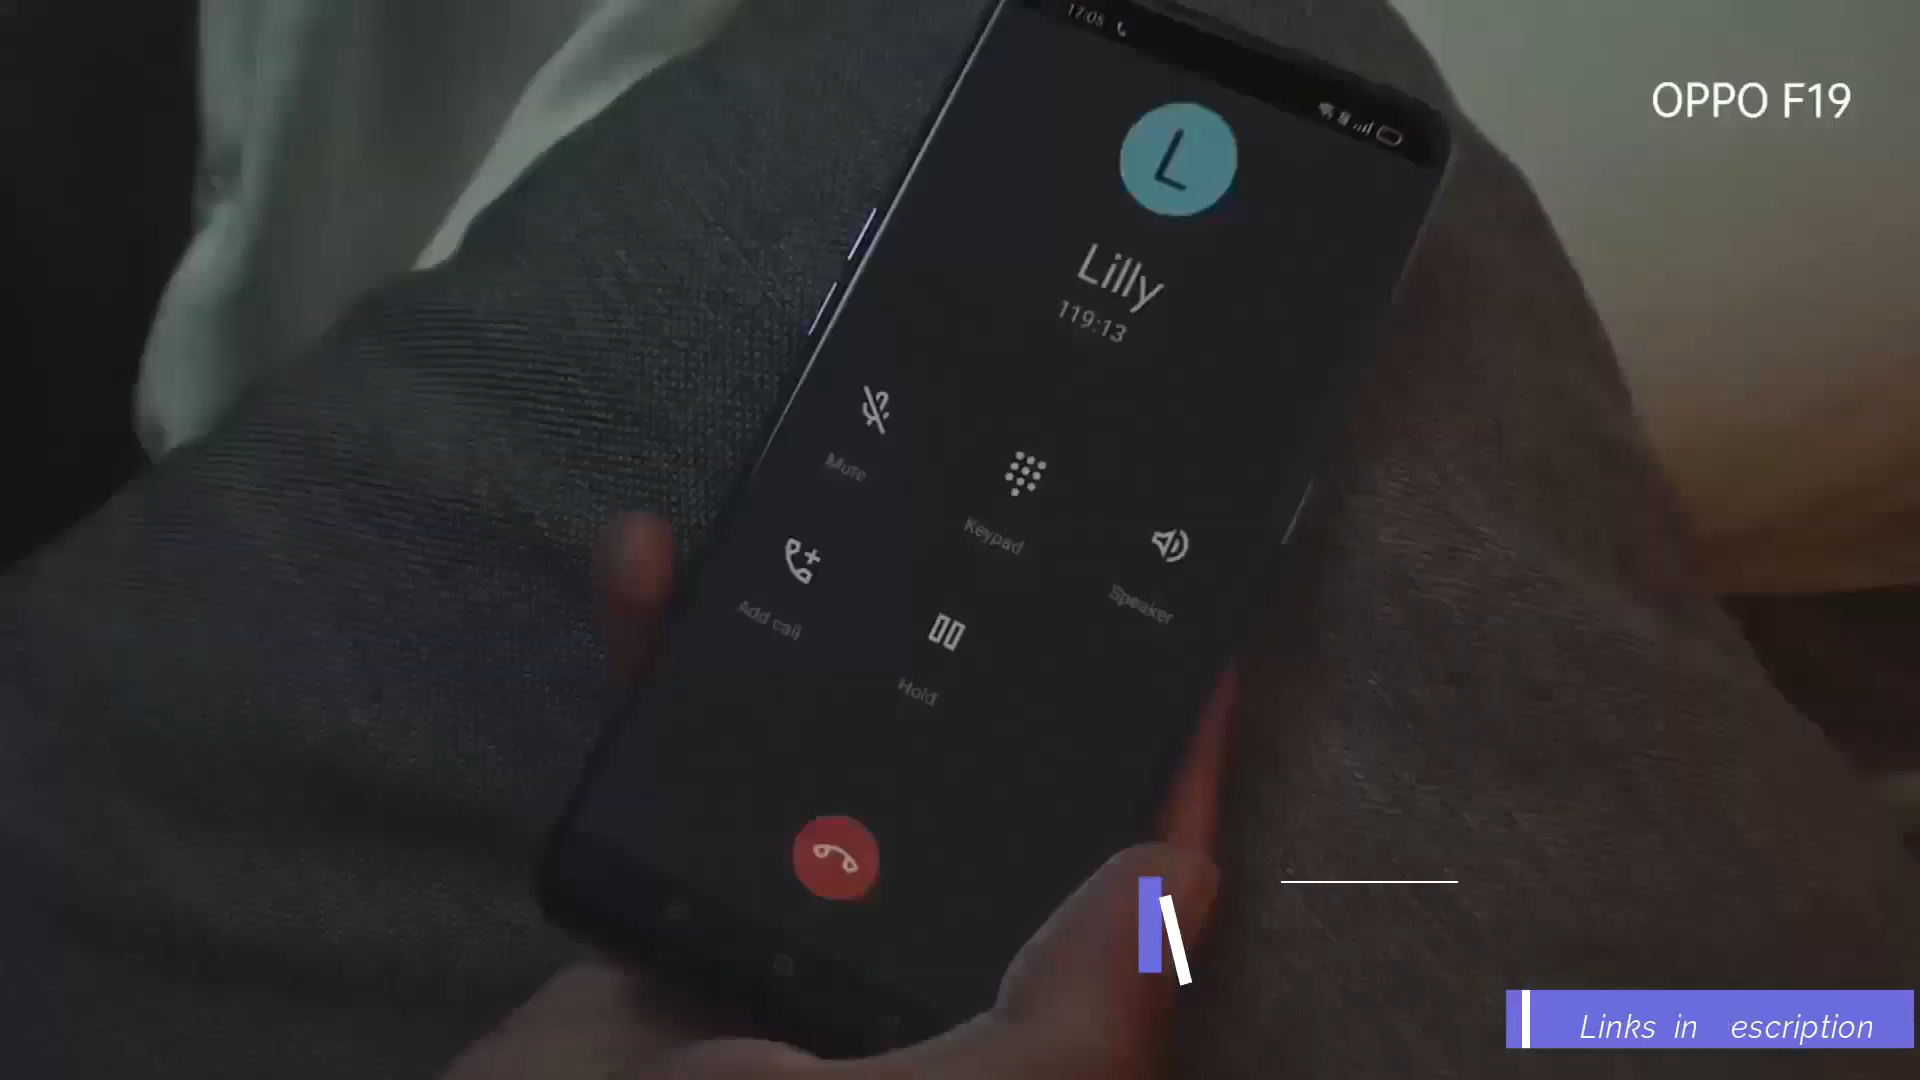 17:05
OPPO F19
L
Lilly
119:13
Mute
Keypad
Speaker
Add call
Hold
Links in escription